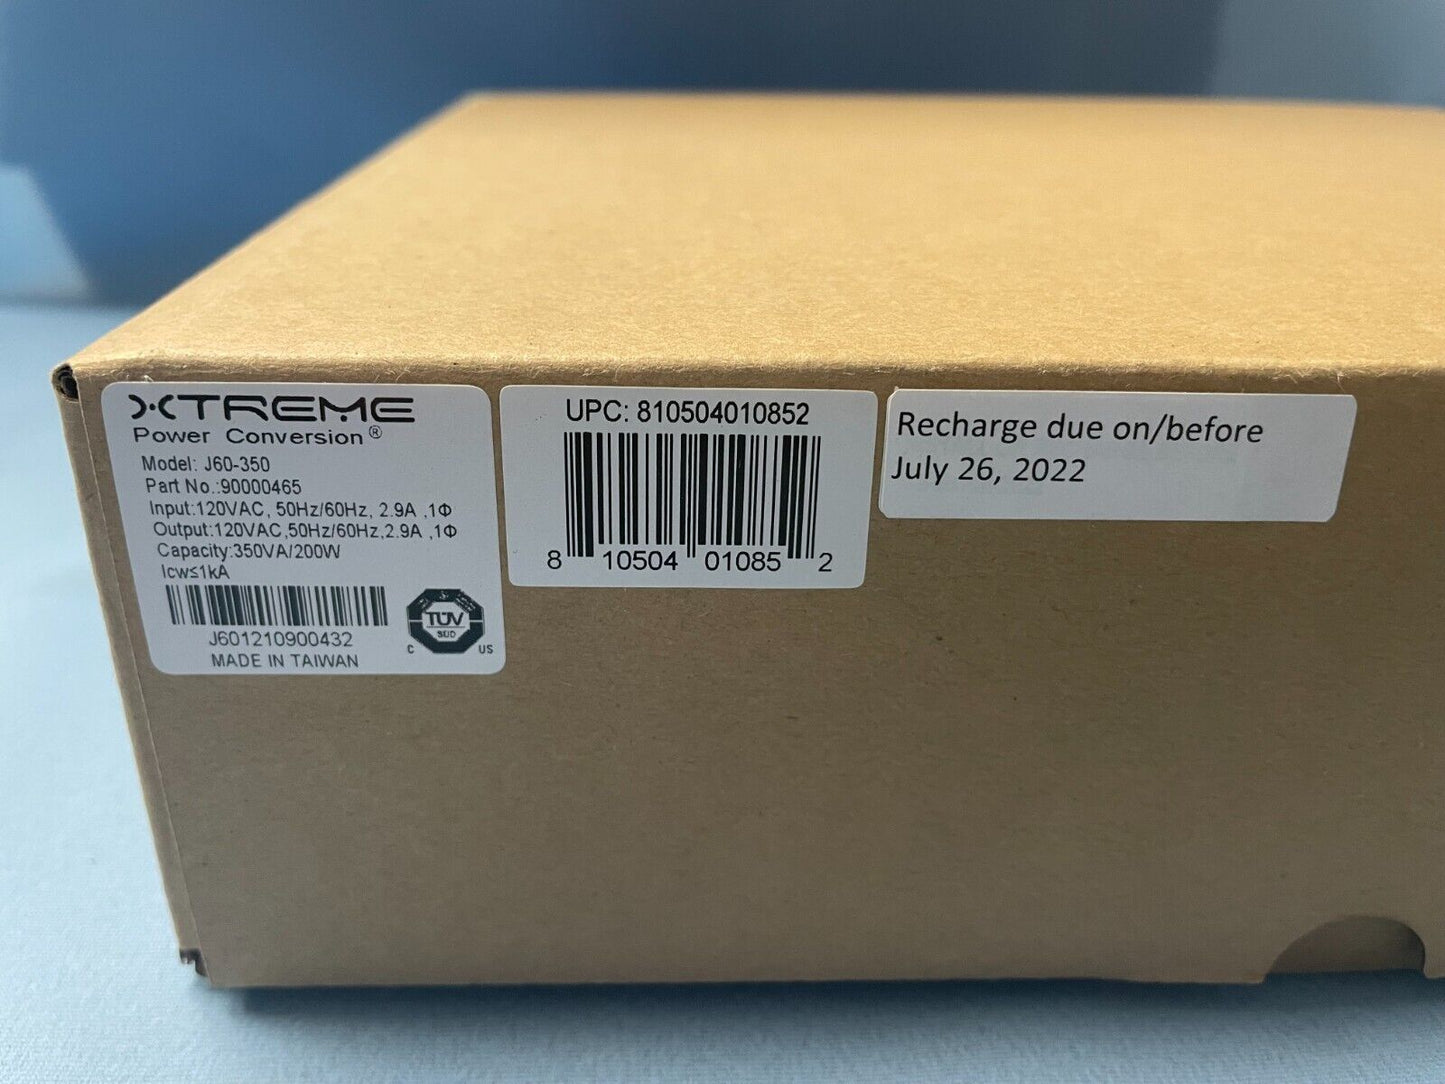 XTREME
Power Conversion®
Model: J60-350
Part No.:90000465
Input:120VAC, 50Hz/60Hz, 2.9A ,1Φ
Output:120VAC,50Hz/60Hz,2.9A ,1Φ
Capacity:350VA/200W
Icw≤1kA
J601210900432
MADE IN TAIWAN
TÜV
SÜD
C US
UPC: 810504010852
8 10504 01085 2
Recharge due on/before
July 26, 2022